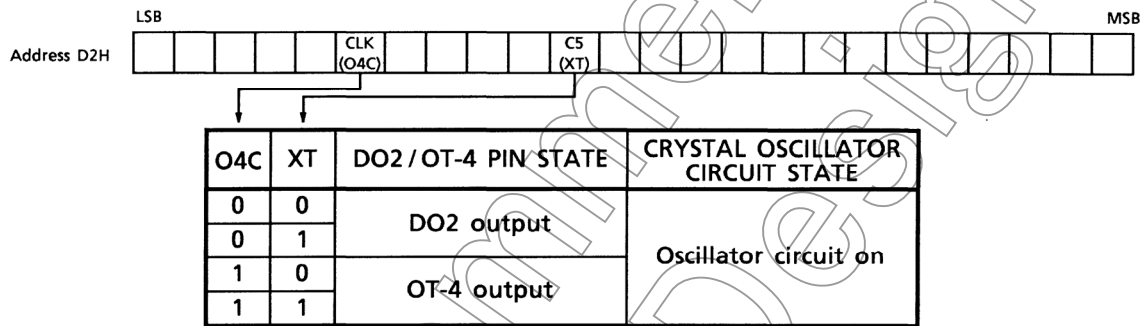 LSB MSB
Address D2H CLK (O4C) C5 (XT)
O4C XT DO2 / OT-4 PIN STATE CRYSTAL OSCILLATOR CIRCUIT STATE
0 0 DO2 output Oscillator circuit on
0 1
1 0 OT-4 output
1 1